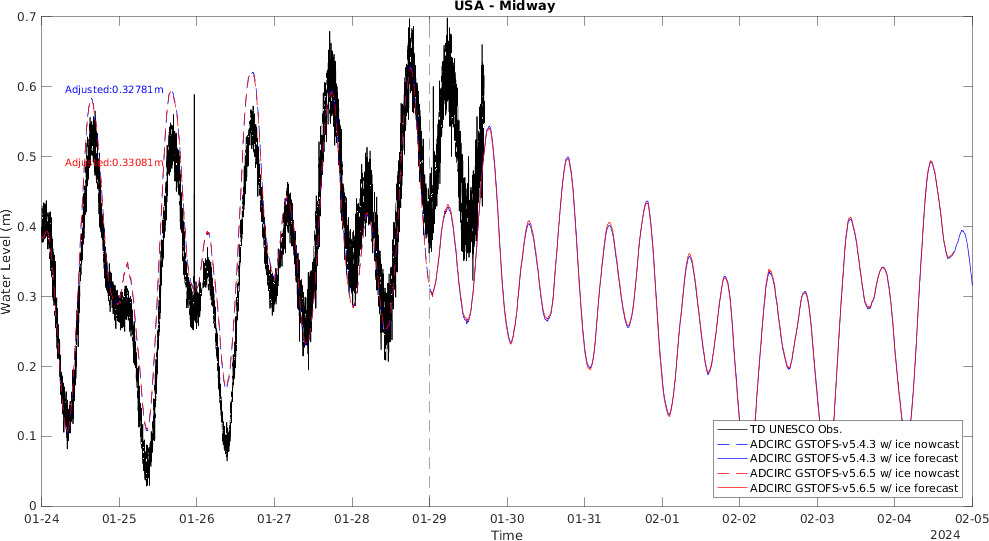 USA - Midway
0.7
0.6
0.5
0.4
0.3
0.2
0.1
0
Water Level (m)
Adjusted:0.32781m
Adjusted:0.33081m
TD UNESCO Obs.
ADCIRC GSTOFS-v5.4.3 w/ ice nowcast
ADCIRC GSTOFS-v5.4.3 w/ ice forecast
ADCIRC GSTOFS-v5.6.5 w/ ice nowcast
ADCIRC GSTOFS-v5.6.5 w/ ice forecast
01-24 01-25 01-26 01-27 01-28 01-29 01-30 01-31 02-01 02-02 02-03 02-04 02-05
Time
2024